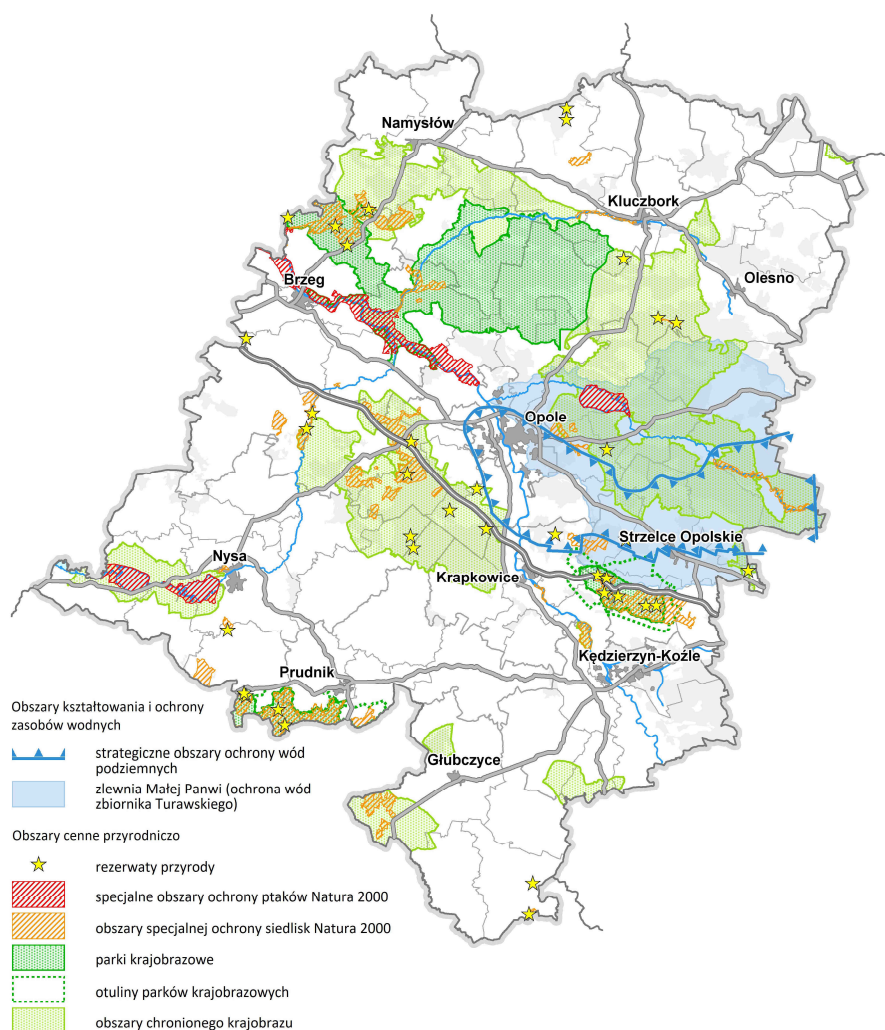 Namysłów
Kluczbork
Olesno
Brzeg
Opole
Strzelce Opolskie
Nysa
Krapkowice
Kędzierzyn-Koźle
Prudnik
Głubczyce
Obszary kształtowania i ochrony
zasobów wodnych
strategiczne obszary ochrony wód
podziemnych
zlewnia Małej Panwi (ochrona wód
zbiornika Turawskiego)
Obszary cenne przyrodniczo
rezerwaty przyrody
specjalne obszary ochrony ptaków Natura 2000
obszary specjalnej ochrony siedlisk Natura 2000
parki krajobrazowe
otuliny parków krajobrazowych
obszary chronionego krajobrazu